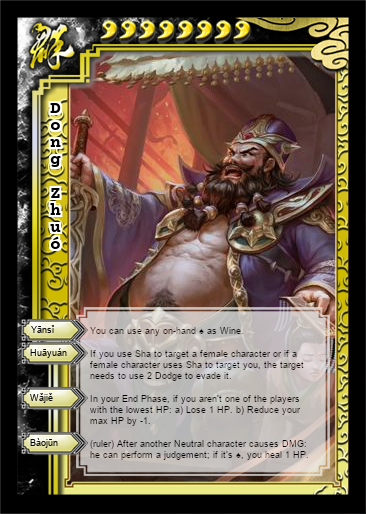 群
Dong Zhuó
Yānsǐ
You can use any on-hand ♠ as Wine.
Huāyuán
If you use Sha to target a female character or if a
female character uses Sha to target you, the target
needs to use 2 Dodge to evade it.
Wǎjiě
In your End Phase, if you aren't one of the players
with the lowest HP: a) Lose 1 HP. b) Reduce your
max HP by -1.
Bàojūn
(ruler) After another Neutral character causes DMG:
he can perform a judgement; if it's ♠, you heal 1 HP.